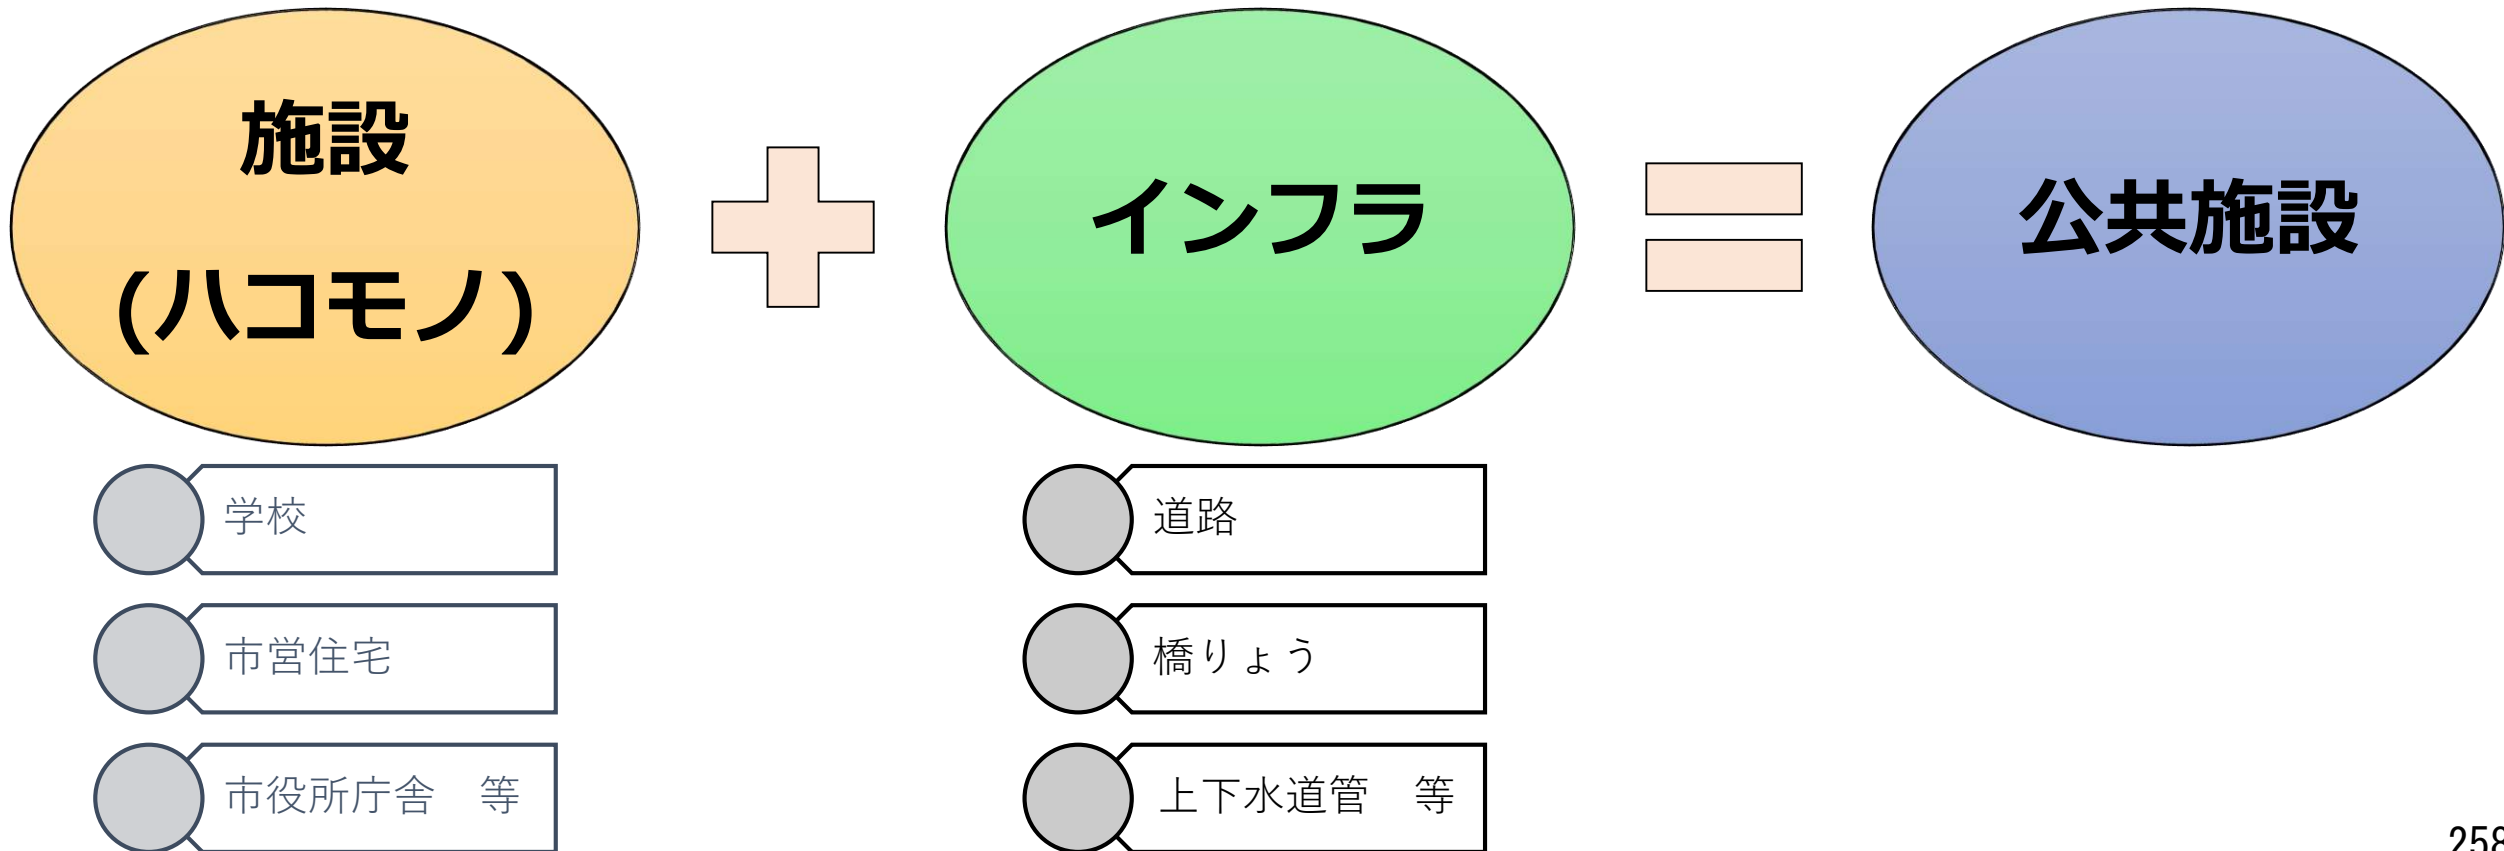 施設
(ハコモノ)
インフラ
公共施設
学校
市営住宅
市役所庁舎　等
道路
橋りょう
上下水道管　等
258